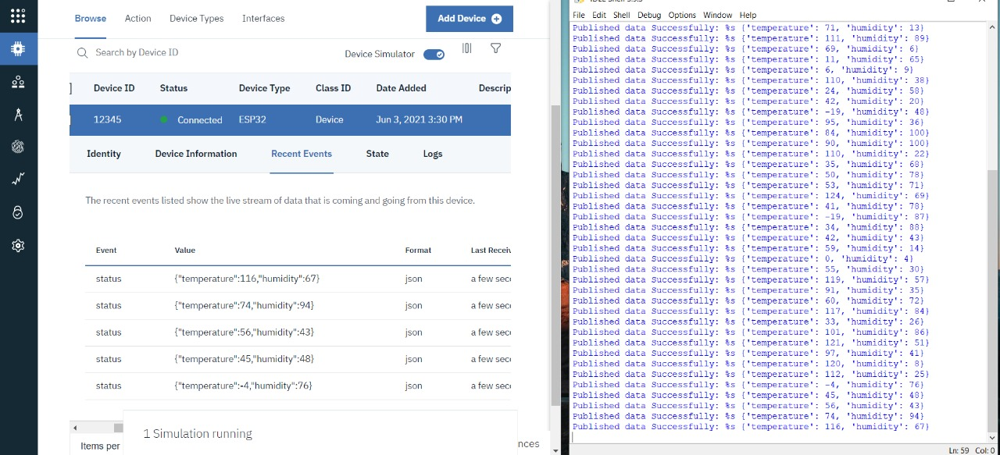 Browse Action Device Types Interfaces
Add Device
Search by Device ID
Device Simulator
Device ID Status Device Type Class ID Date Added Descrip
12345 Connected ESP32 Device Jun 3, 2021 3:30 PM
Identity Device Information Recent Events State Logs
The recent events listed show the live stream of data that is coming and going from this device.
Event Value Format Last Receiv
status {"temperature":116,"humidity":67} json a few seco
status {"temperature":74,"humidity":94} json a few seco
status {"temperature":56,"humidity":43} json a few seco
status {"temperature":45,"humidity":48} json a few seco
status {"temperature":-4,"humidity":76} json a few seco
1 Simulation running
Items per
nces
File Edit Shell Debug Options Window Help
Published data Successfully: %s {'temperature': 71, 'humidity': 13}
Published data Successfully: %s {'temperature': 111, 'humidity': 89}
Published data Successfully: %s {'temperature': 69, 'humidity': 6}
Published data Successfully: %s {'temperature': 11, 'humidity': 65}
Published data Successfully: %s {'temperature': 6, 'humidity': 9}
Published data Successfully: %s {'temperature': 110, 'humidity': 38}
Published data Successfully: %s {'temperature': 24, 'humidity': 58}
Published data Successfully: %s {'temperature': 42, 'humidity': 20}
Published data Successfully: %s {'temperature': -19, 'humidity': 48}
Published data Successfully: %s {'temperature': 95, 'humidity': 36}
Published data Successfully: %s {'temperature': 84, 'humidity': 100}
Published data Successfully: %s {'temperature': 90, 'humidity': 100}
Published data Successfully: %s {'temperature': 110, 'humidity': 22}
Published data Successfully: %s {'temperature': 35, 'humidity': 68}
Published data Successfully: %s {'temperature': 50, 'humidity': 78}
Published data Successfully: %s {'temperature': 53, 'humidity': 71}
Published data Successfully: %s {'temperature': 124, 'humidity': 69}
Published data Successfully: %s {'temperature': 41, 'humidity': 78}
Published data Successfully: %s {'temperature': -19, 'humidity': 87}
Published data Successfully: %s {'temperature': 34, 'humidity': 88}
Published data Successfully: %s {'temperature': 42, 'humidity': 43}
Published data Successfully: %s {'temperature': 59, 'humidity': 14}
Published data Successfully: %s {'temperature': 0, 'humidity': 4}
Published data Successfully: %s {'temperature': 55, 'humidity': 30}
Published data Successfully: %s {'temperature': 119, 'humidity': 57}
Published data Successfully: %s {'temperature': 91, 'humidity': 35}
Published data Successfully: %s {'temperature': 60, 'humidity': 72}
Published data Successfully: %s {'temperature': 117, 'humidity': 84}
Published data Successfully: %s {'temperature': 33, 'humidity': 26}
Published data Successfully: %s {'temperature': 101, 'humidity': 86}
Published data Successfully: %s {'temperature': 121, 'humidity': 51}
Published data Successfully: %s {'temperature': 97, 'humidity': 41}
Published data Successfully: %s {'temperature': 120, 'humidity': 8}
Published data Successfully: %s {'temperature': 112, 'humidity': 25}
Published data Successfully: %s {'temperature': -4, 'humidity': 76}
Published data Successfully: %s {'temperature': 45, 'humidity': 48}
Published data Successfully: %s {'temperature': 56, 'humidity': 43}
Published data Successfully: %s {'temperature': 74, 'humidity': 94}
Published data Successfully: %s {'temperature': 116, 'humidity': 67}
Ln: 59 Col: 0